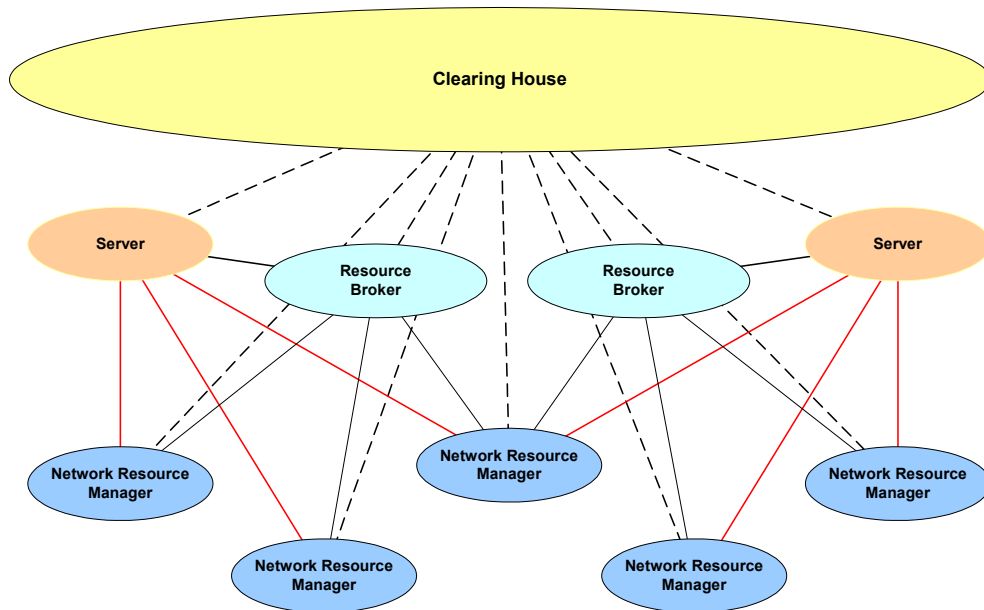 Clearing House
Server
Server
Resource
Broker
Resource
Broker
Network Resource
Manager
Network Resource
Manager
Network Resource
Manager
Network Resource
Manager
Network Resource
Manager